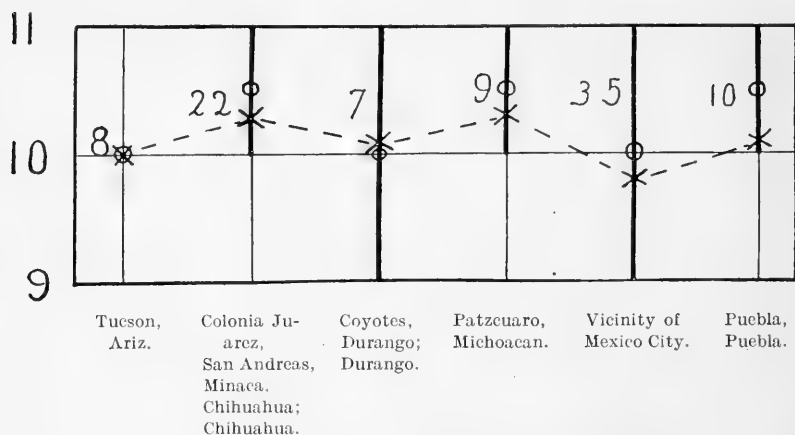 11
22
7
9
35
10
8
10
9
Tucson,
Ariz.
Colonia Ju-
arez,
San Andreas,
Minaca.
Chihuahua;
Chihuahua.
Coyotes,
Durango;
Durango.
Patzcuaro,
Michoacan.
Vicinity of
Mexico City.
Puebla,
Puebla.